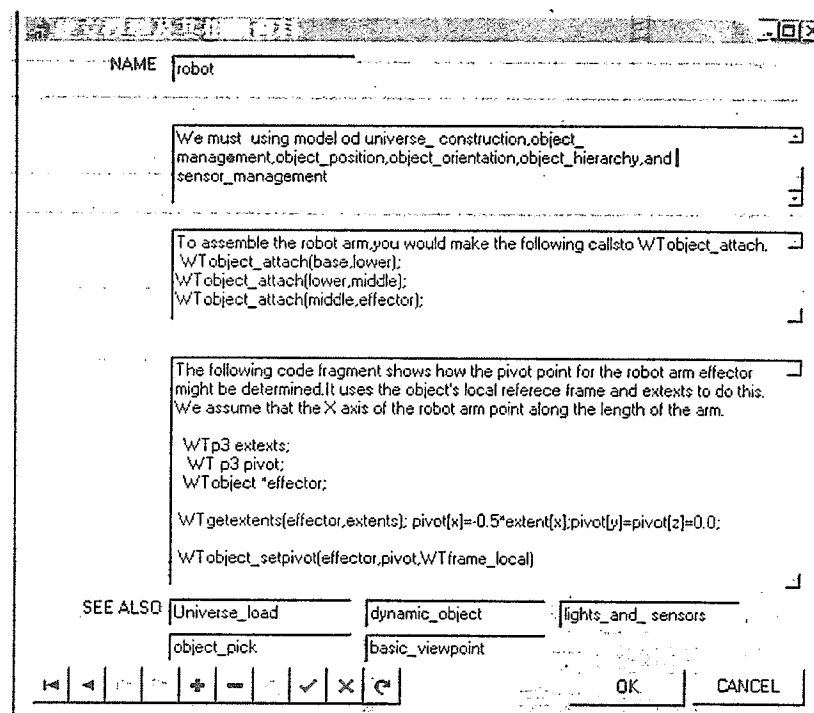 NAME robot
We must using model od universe_ construction,object_
management,object_position,object_orientation,object_hierarchy,and
sensor_management
To assemble the robot arm,you would make the following callsto WTobject_attach.
WTobject_attach(base,lower);
WTobject_attach(lower,middle);
WTobject_attach(middle,effector);
The following code fragment shows how the pivot point for the robot arm effector
might be determined.It uses the object's local referece frame and extexts to do this.
We assume that the X axis of the robot arm point along the length of the arm.
WTp3 extexts;
WT p3 pivot;
WTobject *effector;
WTgetextents(effector,extents); pivot[x]=-0.5*extent[x];pivot[y]=pivot[z]=0.0;
WTobject_setpivot(effector,pivot,WTframe_local)
SEE ALSO Universe_load dynamic_object lights_and_ sensors
object_pick basic_viewpoint
OK CANCEL